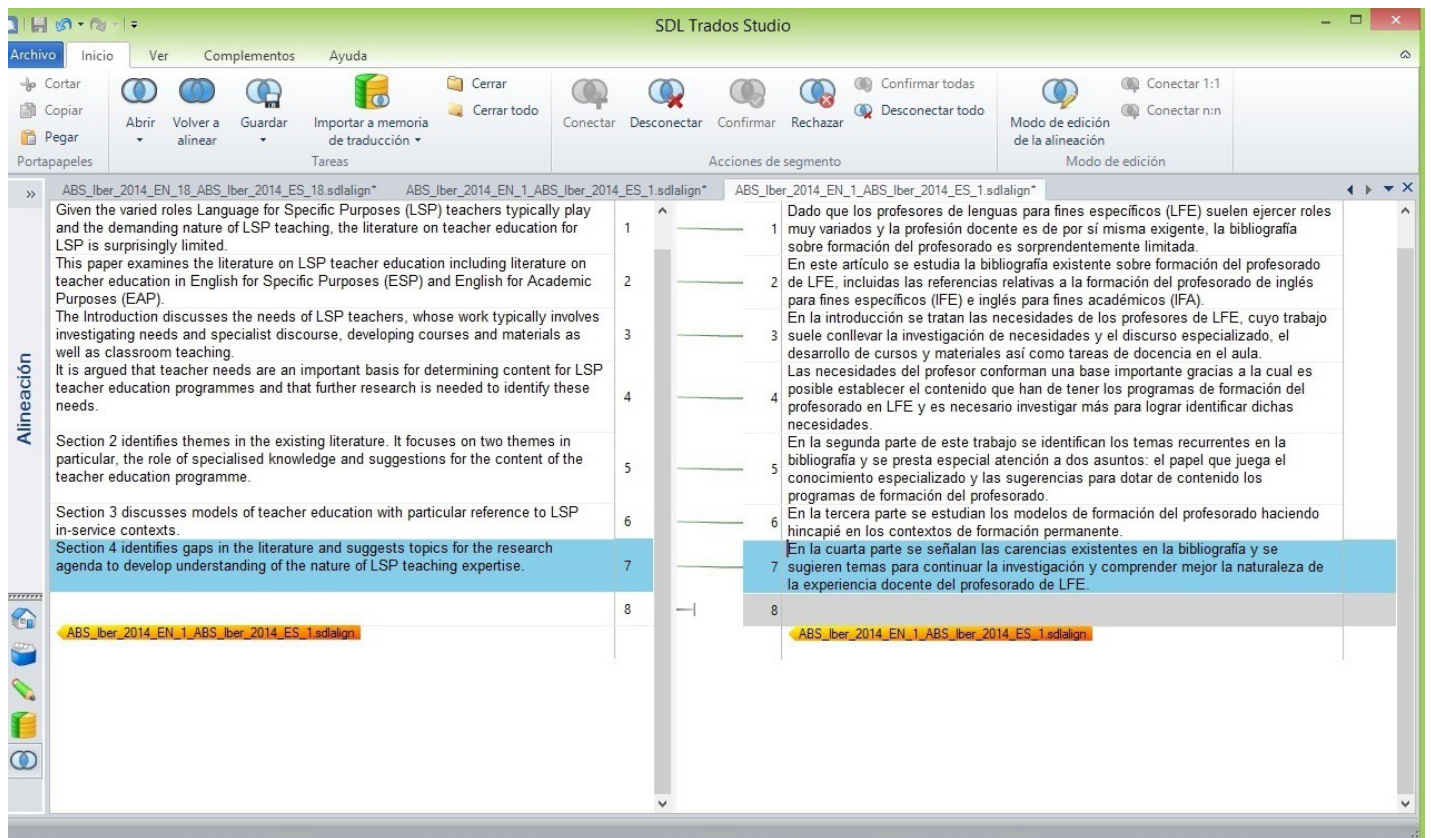 SDL Trados Studio
Archivo Inicio Ver Complementos Ayuda
Cortar
Copiar
Pegar
Portapapeles
Abrir
Volver a
alinear
Guardar
Importar a memoria
de traducción
Cerrar
Cerrar todo
Tareas
Conectar
Desconectar
Confirmar
Rechazar
Confirmar todas
Desconectar todo
Acciones de segmento
Modo de edición
de la alineación
Conectar 1:1
Conectar n:n
Modo de edición
ABS_Iber_2014_EN_18_ABS_Iber_2014_ES_18.sdlalign* ABS_Iber_2014_EN_1_ABS_Iber_2014_ES_1.sdlalign* ABS_Iber_2014_EN_1_ABS_Iber_2014_ES_1.sdlalign*
Alineación
Given the varied roles Language for Specific Purposes (LSP) teachers typically play
and the demanding nature of LSP teaching, the literature on teacher education for
LSP is surprisingly limited.
1
1
Dado que los profesores de lenguas para fines específicos (LFE) suelen ejercer roles
muy variados y la profesión docente es de por sí misma exigente, la bibliografía
sobre formación del profesorado es sorprendentemente limitada.
This paper examines the literature on LSP teacher education including literature on
teacher education in English for Specific Purposes (ESP) and English for Academic
Purposes (EAP).
2
2
En este artículo se estudia la bibliografía existente sobre formación del profesorado
de LFE, incluidas las referencias relativas a la formación del profesorado de inglés
para fines específicos (IFE) e inglés para fines académicos (IFA).
The Introduction discusses the needs of LSP teachers, whose work typically involves
investigating needs and specialist discourse, developing courses and materials as
well as classroom teaching.
3
3
En la introducción se tratan las necesidades de los profesores de LFE, cuyo trabajo
suele conllevar la investigación de necesidades y el discurso especializado, el
desarrollo de cursos y materiales así como tareas de docencia en el aula.
It is argued that teacher needs are an important basis for determining content for LSP
teacher education programmes and that further research is needed to identify these
needs.
4
4
Las necesidades del profesor conforman una base importante gracias a la cual es
posible establecer el contenido que han de tener los programas de formación del
profesorado en LFE y es necesario investigar más para lograr identificar dichas
necesidades.
Section 2 identifies themes in the existing literature. It focuses on two themes in
particular, the role of specialised knowledge and suggestions for the content of the
teacher education programme.
5
5
En la segunda parte de este trabajo se identifican los temas recurrentes en la
bibliografía y se presta especial atención a dos asuntos: el papel que juega el
conocimiento especializado y las sugerencias para dotar de contenido los
programas de formación del profesorado.
Section 3 discusses models of teacher education with particular reference to LSP
in-service contexts.
6
6
En la tercera parte se estudian los modelos de formación del profesorado haciendo
hincapié en los contextos de formación permanente.
Section 4 identifies gaps in the literature and suggests topics for the research
agenda to develop understanding of the nature of LSP teaching expertise.
7
7
En la cuarta parte se señalan las carencias existentes en la bibliografía y se
sugieren temas para continuar la investigación y comprender mejor la naturaleza de
la experiencia docente del profesorado de LFE.
8
8
ABS_Iber_2014_EN_1_ABS_Iber_2014_ES_1.sdlalign
ABS_Iber_2014_EN_1_ABS_Iber_2014_ES_1.sdlalign